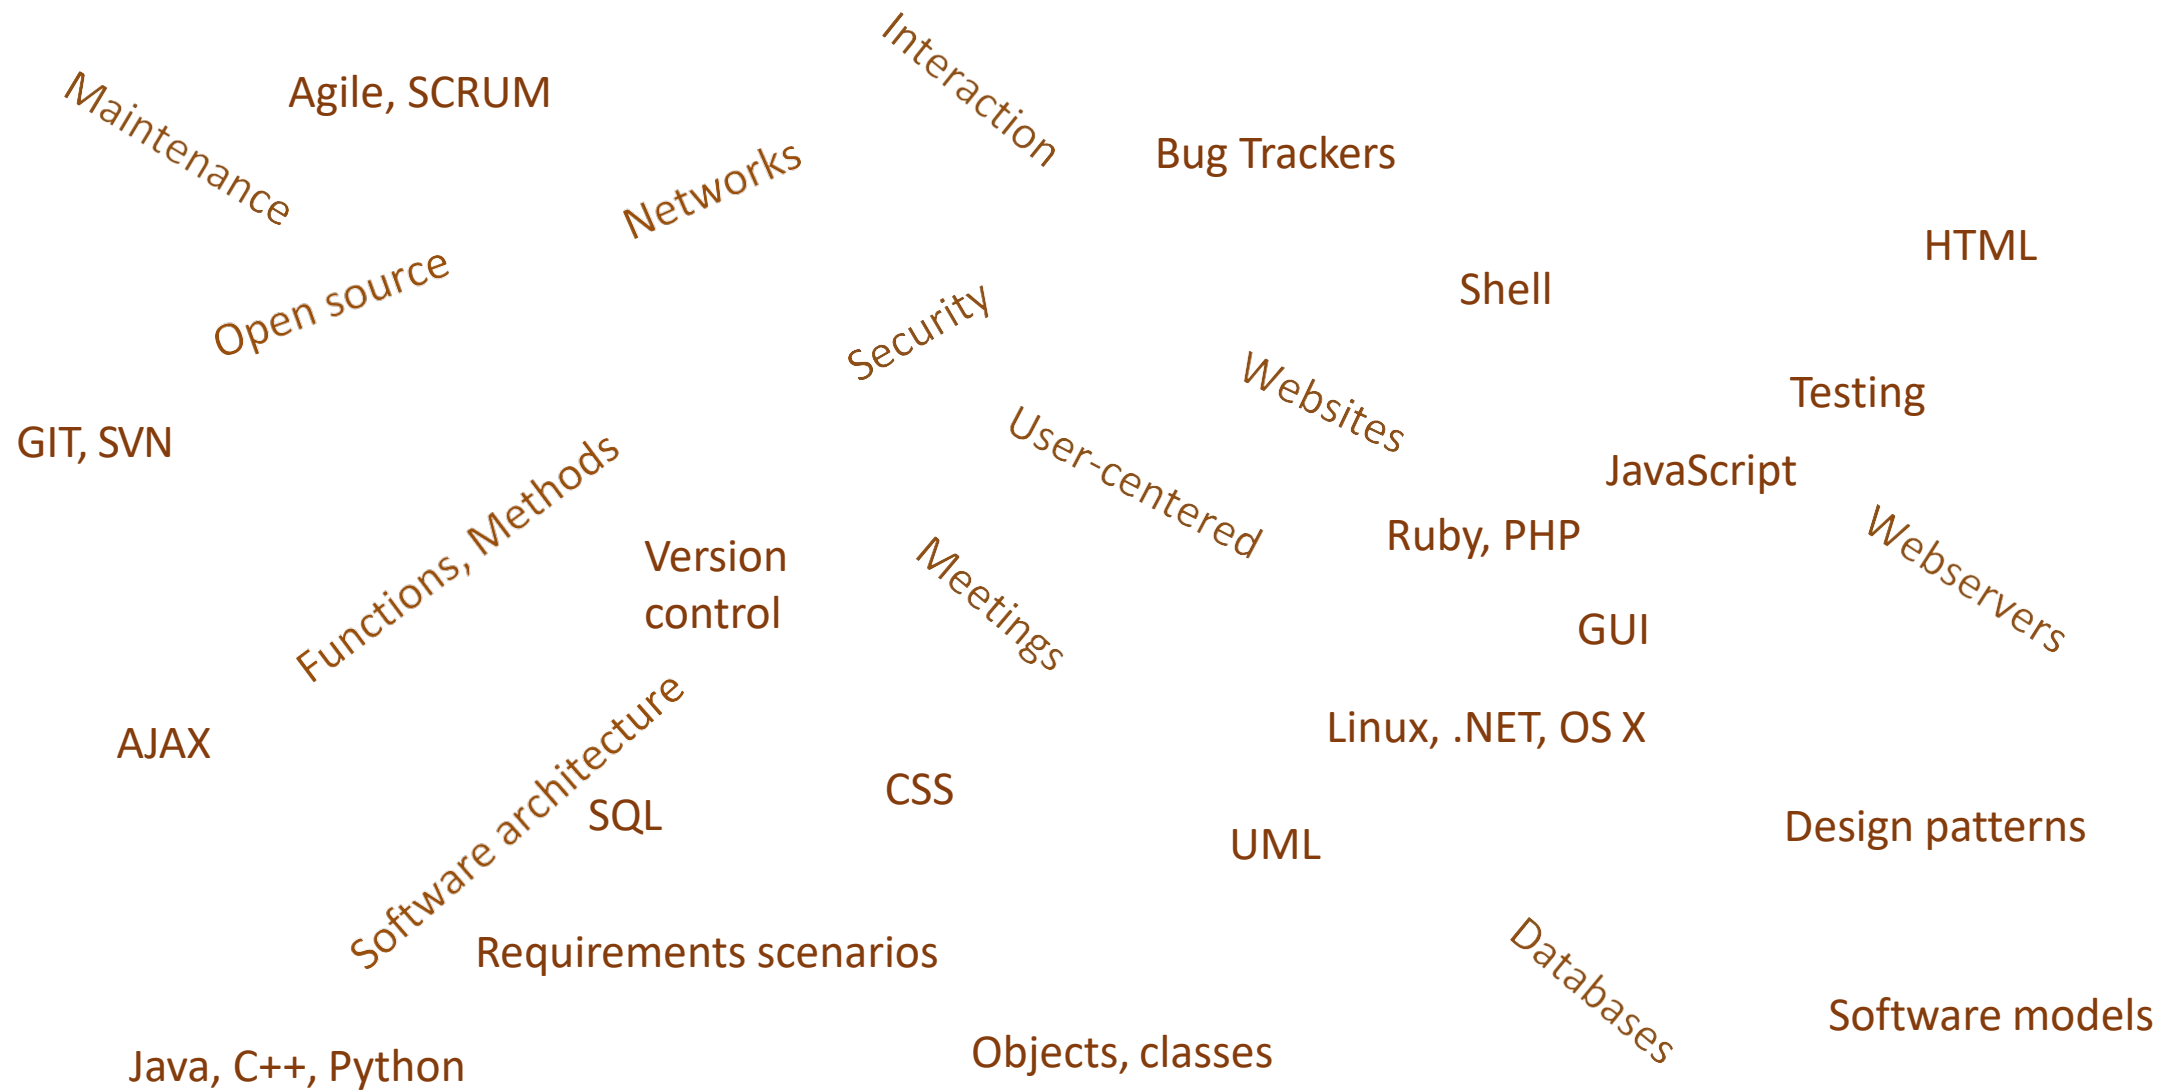 Interaction
Agile, SCRUM
Maintenance
Networks
Bug Trackers
HTML
Open source
Shell
Security
Websites
Testing
GIT, SVN
User-centered
JavaScript
Functions, Methods
Ruby, PHP
Webservers
Version
control
Meetings
GUI
Linux, .NET, OS X
AJAX
Software architecture
CSS
SQL
UML
Design patterns
Requirements scenarios
Databases
Software models
Objects, classes
Java, C++, Python